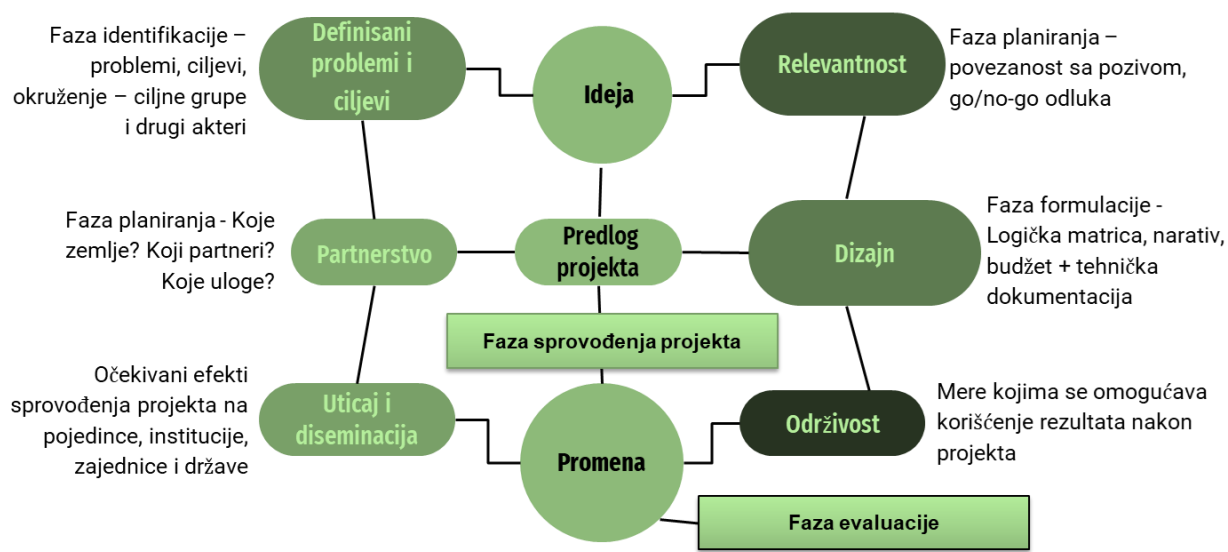 Faza identifikacije –
problemi, ciljevi,
okruženje – ciljne grupe
i drugi akteri
Definisani
problemi i
ciljevi
Ideja
Relevantnost
Faza planiranja –
povezanost sa pozivom,
go/no-go odluka
Faza planiranja - Koje
zemlje? Koji partneri?
Koje uloge?
Partnerstvo
Predlog
projekta
Dizajn
Faza formulacije -
Logička matrica, narativ,
budžet + tehnička
dokumentacija
Faza sprovođenja projekta
Očekivani efekti
sprovođenja projekta na
pojedince, institucije,
zajednice i države
Uticaj i
diseminacija
Promena
Održivost
Mere kojima se omogućava
korišćenje rezultata nakon
projekta
Faza evaluacije